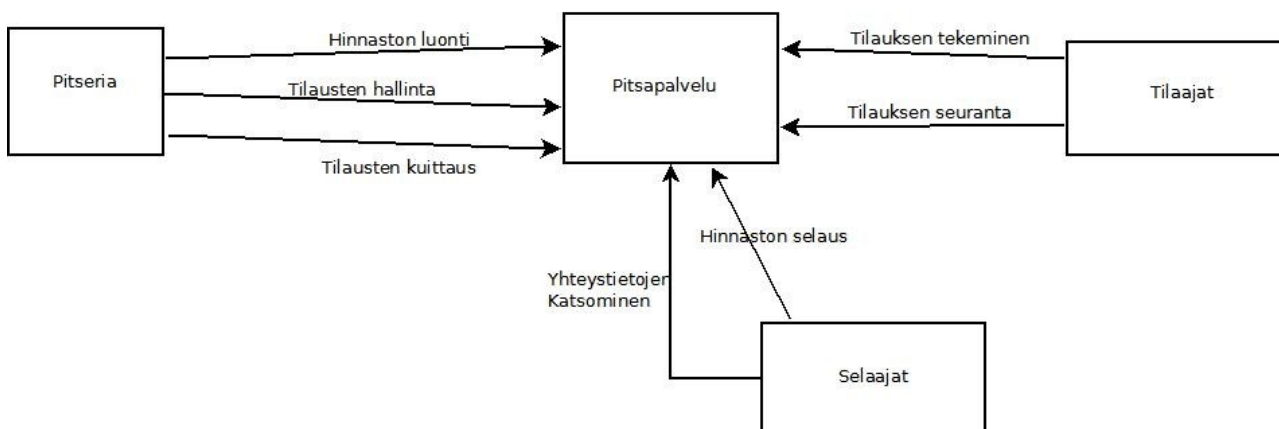 Hinnaston luonti
Pitseria
Tilausten hallinta
Tilausten kuittaus
Pitsapalvelu
Tilauksen tekeminen
Tilauksen seuranta
Tilaajat
Hinnaston selaus
Yhteystietojen
Katsominen
Selaajat